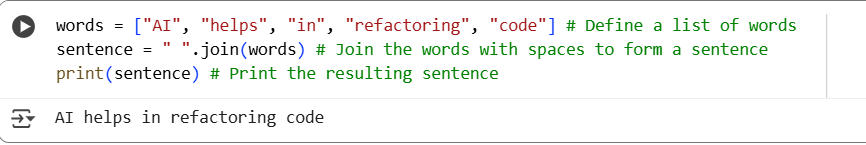 words = ["AI", "helps", "in", "refactoring", "code"] # Define a list of words
sentence = " ".join(words) # Join the words with spaces to form a sentence
print(sentence) # Print the resulting sentence
AI helps in refactoring code